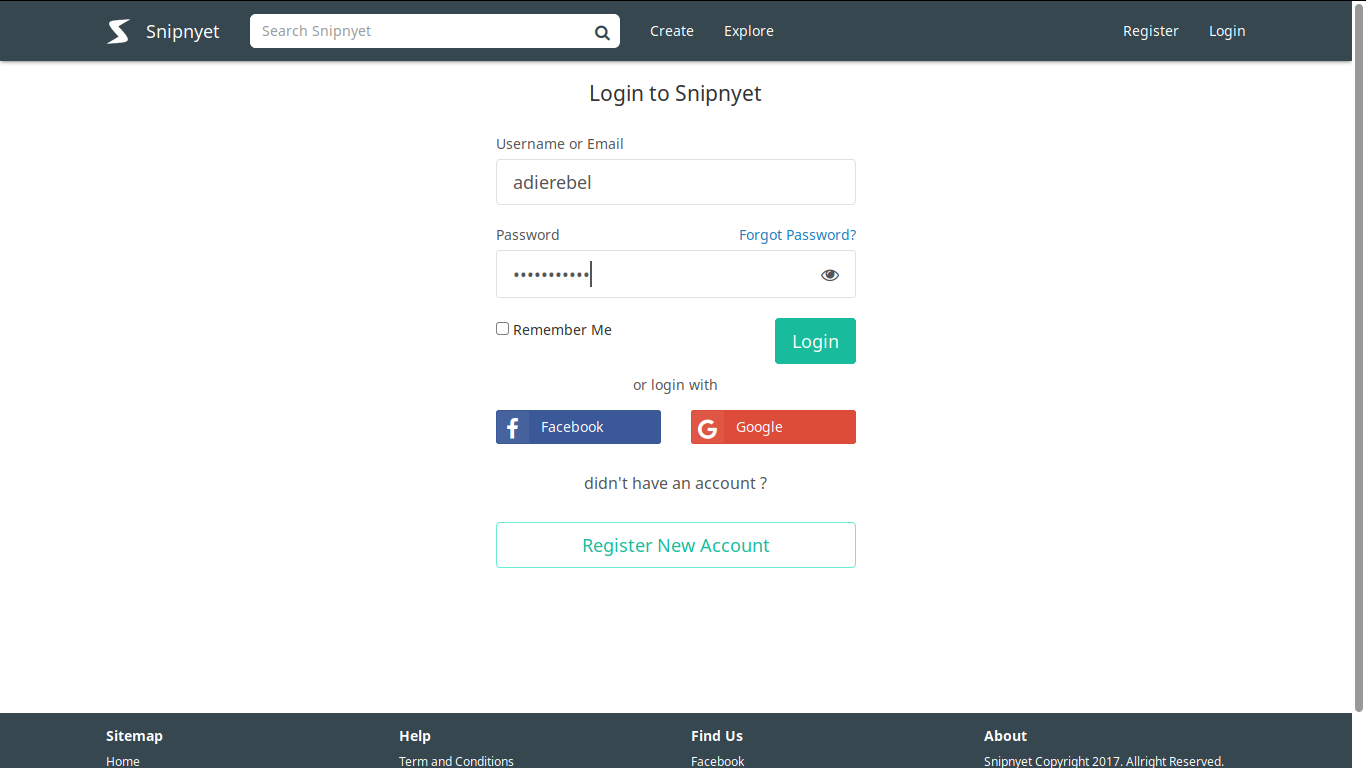 Snipnyet Search Snipnyet Create Explore Register Login
Login to Snipnyet
Username or Email
adierebel
Password Forgot Password?
•••••••••••
Remember Me Login
or login with
Facebook Google
didn't have an account ?
Register New Account
Sitemap Help Find Us About
Home Term and Conditions Facebook Snipnyet Copyright 2017. Allright Reserved.